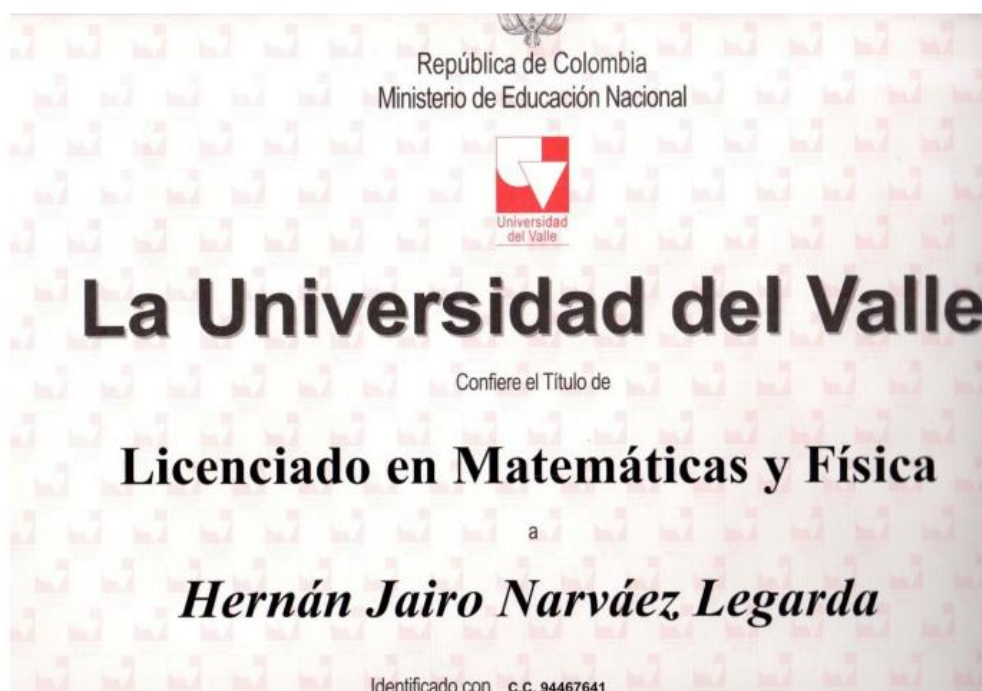 República de Colombia
Ministerio de Educación Nacional
Universidad
del Valle
La Universidad del Valle
Confiere el Título de
Licenciado en Matemáticas y Física
a
Hernán Jairo Narváez Legarda
Identificado con C.C. 94467641